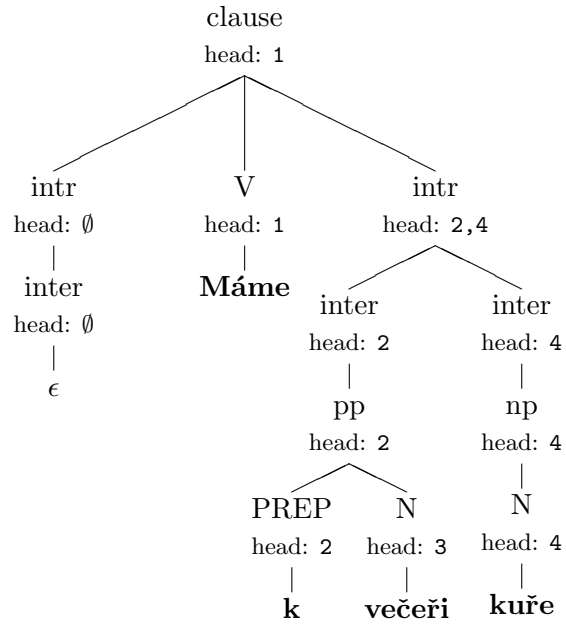 clause
head: 1
intr V intr
head: ∅ head: 1 head: 2,4
inter Máme inter inter
head: ∅ head: 2 head: 4
ϵ pp np
head: 2 head: 4
PREP N N
head: 2 head: 3 head: 4
k večeři kuře